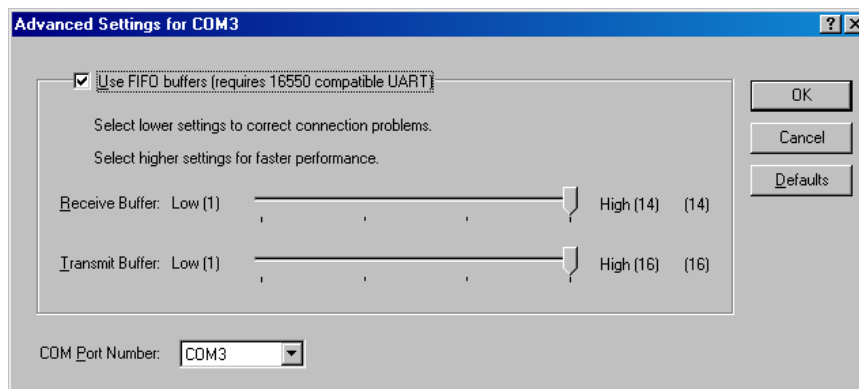 Advanced Settings for COM3
Use FIFO buffers (requires 16550 compatible UART)
OK
Select lower settings to correct connection problems.
Cancel
Select higher settings for faster performance.
Defaults
Receive Buffer: Low (1) High (14) (14)
Transmit Buffer: Low (1) High (16) (16)
COM Port Number: COM3